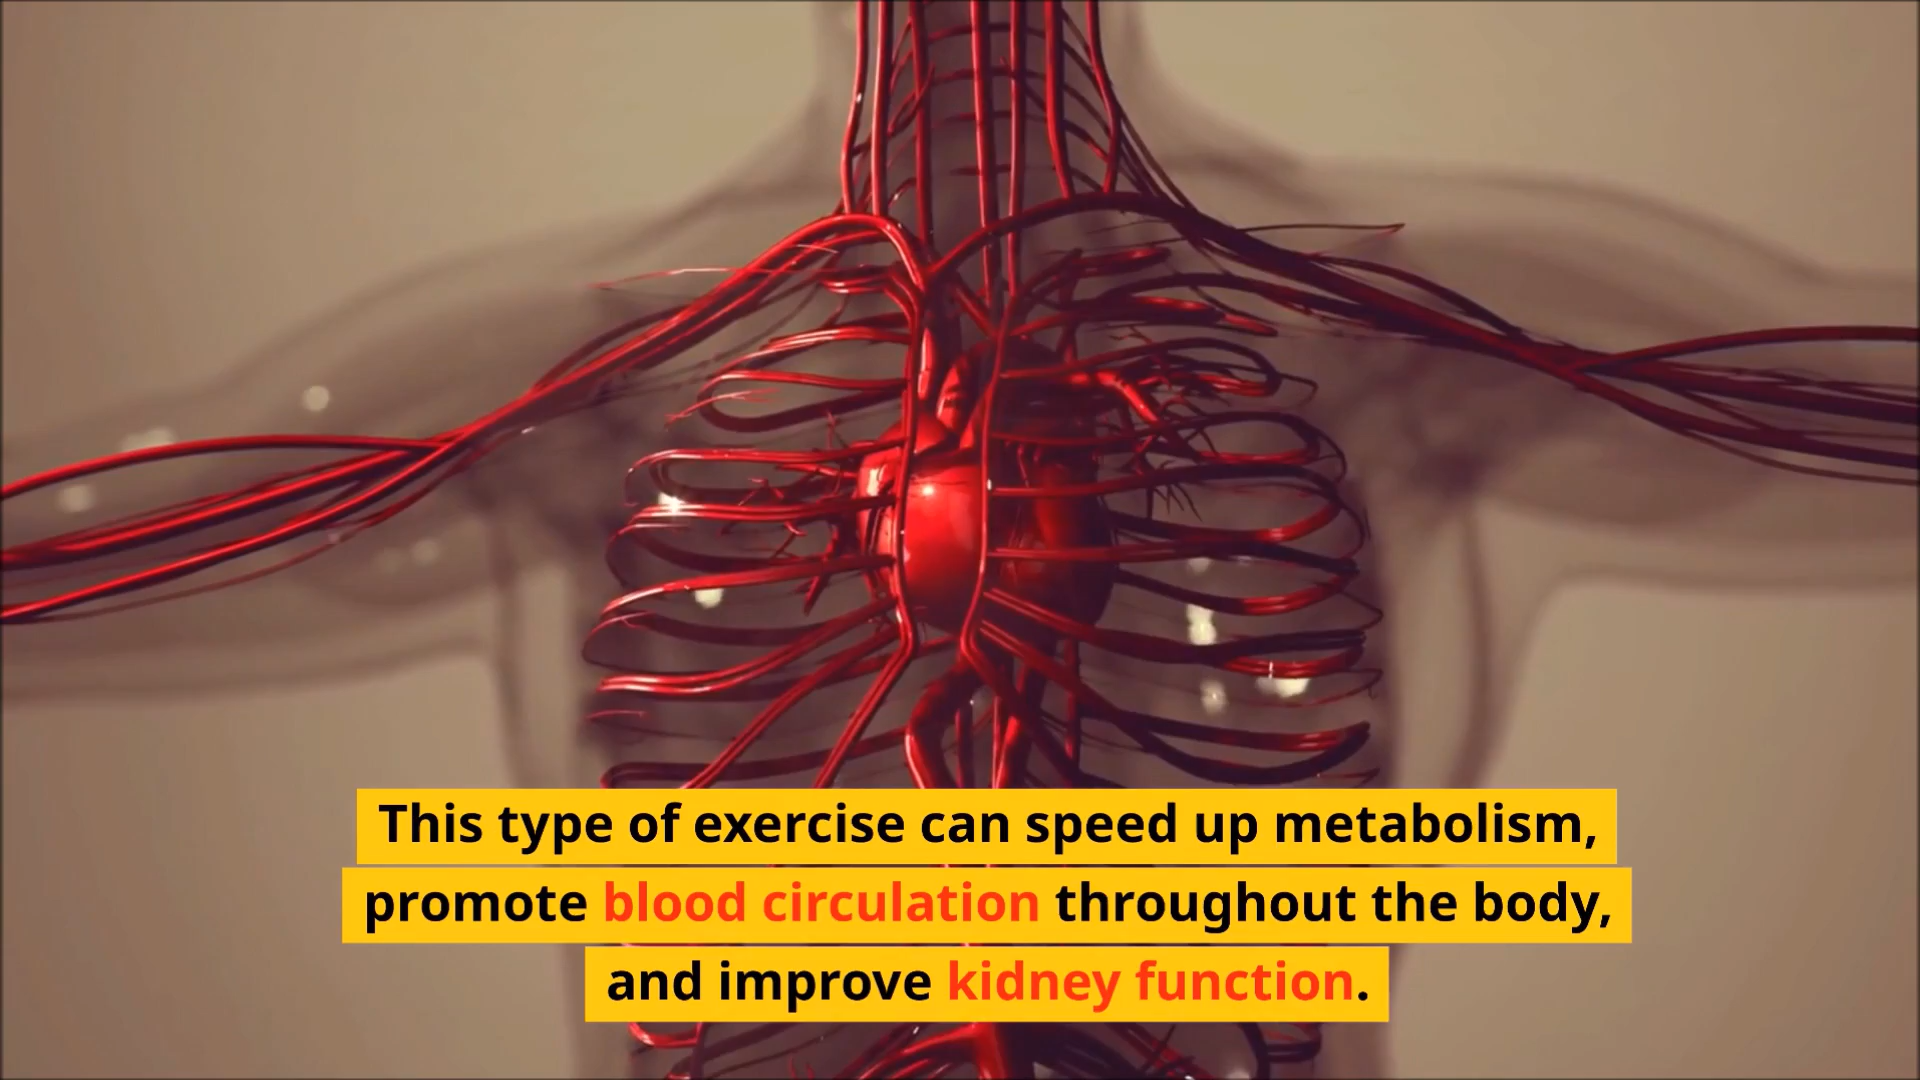 This type of exercise can speed up metabolism,
promote blood circulation throughout the body,
and improve kidney function.